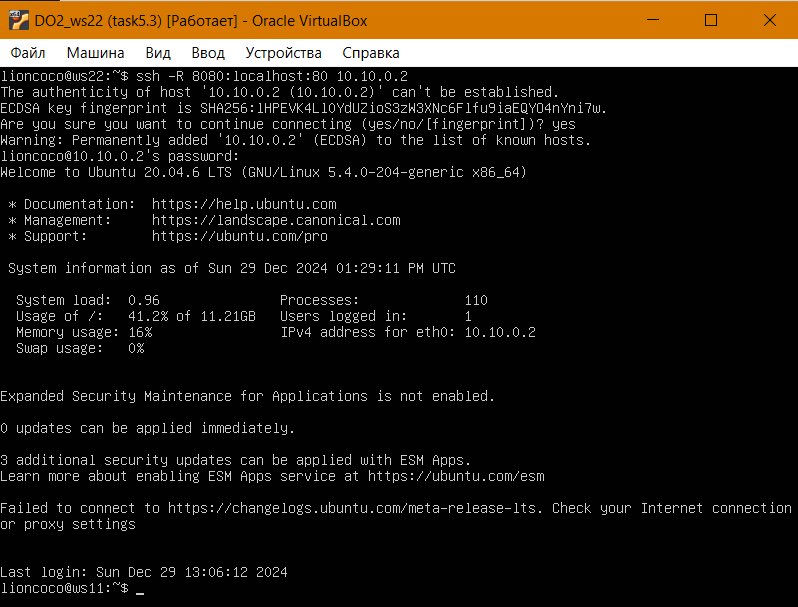 DO2_ws22 (task5.3) [Работает] - Oracle VirtualBox
Файл Машина Вид Ввод Устройства Справка
lioncoco@ws22:~$ ssh -R 8080:localhost:80 10.10.0.2
The authenticity of host '10.10.0.2 (10.10.0.2)' can't be established.
ECDSA key fingerprint is SHA256:lHPEVK4LlOYdUZioS3zW3XNc6Flfu9iaEQYO4nYni7w.
Are you sure you want to continue connecting (yes/no/[fingerprint])? yes
Warning: Permanently added '10.10.0.2' (ECDSA) to the list of known hosts.
lioncoco@10.10.0.2's password:
Welcome to Ubuntu 20.04.6 LTS (GNU/Linux 5.4.0-204-generic x86_64)
* Documentation: https://help.ubuntu.com
* Management: https://landscape.canonical.com
* Support: https://ubuntu.com/pro
System information as of Sun 29 Dec 2024 01:29:11 PM UTC
System load: 0.96 Processes: 110
Usage of /: 41.2% of 11.21GB Users logged in: 1
Memory usage: 16% IPv4 address for eth0: 10.10.0.2
Swap usage: 0%
Expanded Security Maintenance for Applications is not enabled.
0 updates can be applied immediately.
3 additional security updates can be applied with ESM Apps.
Learn more about enabling ESM Apps service at https://ubuntu.com/esm
Failed to connect to https://changelogs.ubuntu.com/meta-release-lts. Check your Internet connection
or proxy settings
Last login: Sun Dec 29 13:06:12 2024
lioncoco@ws11:~$ _